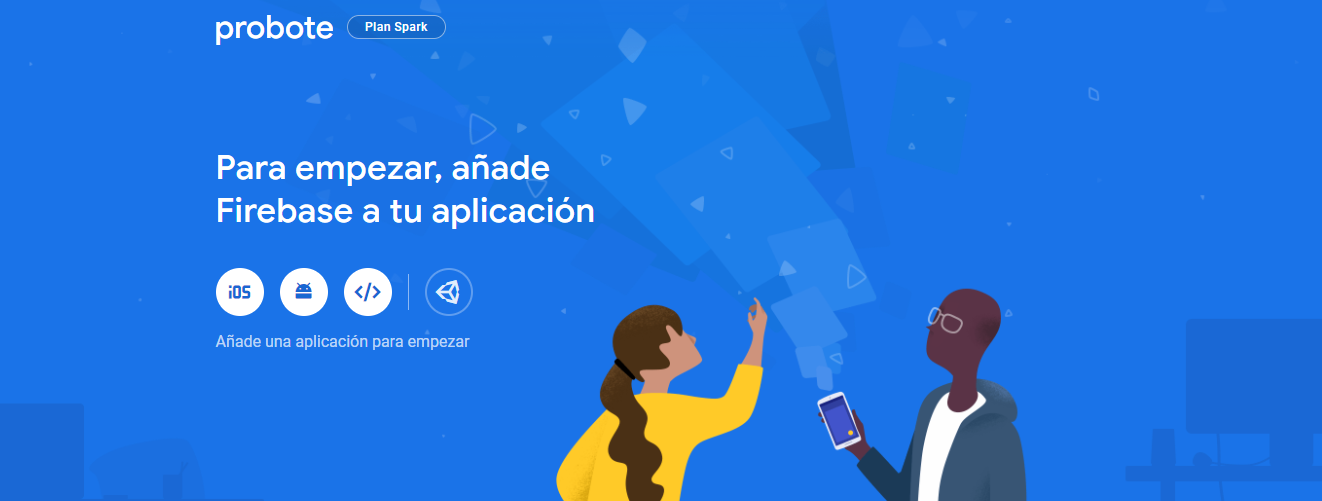 probote
Plan Spark
Para empezar, añade
Firebase a tu aplicación
iOS
Añade una aplicación para empezar